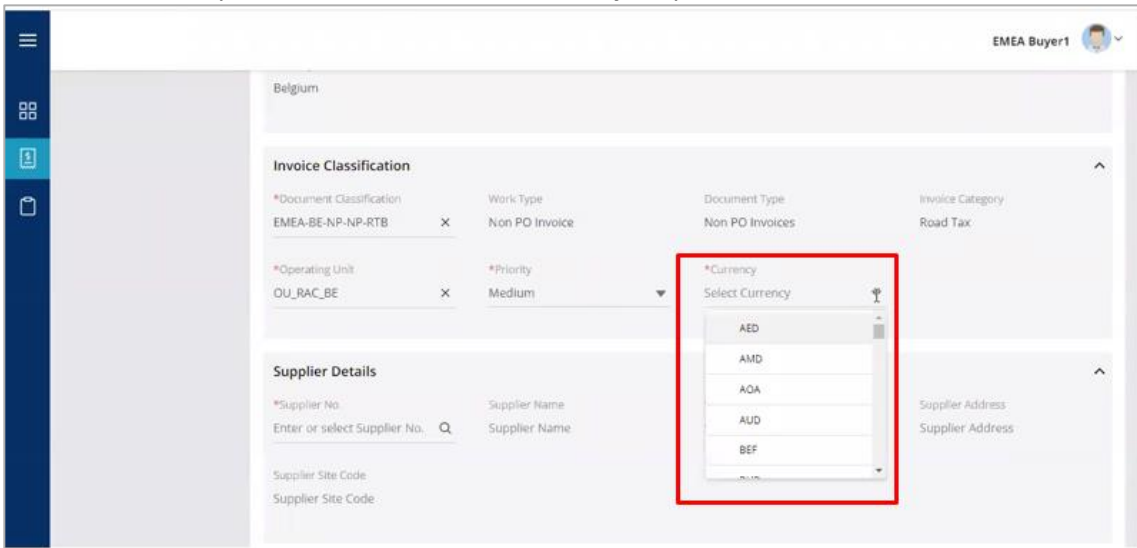 EMEA Buyer1
Belgium
Invoice Classification
*Document Classification Work Type Document Type Invoice Category
EMEA-BE-NP-NP-RTB Non PO Invoice Non PO Invoices Road Tax
*Operating Unit *Priority *Currency
OU_RAC_BE Medium Select Currency
AED
AMD
AOA
AUD
BEF
Supplier Details
*Supplier No. Supplier Name Supplier Address
Enter or select Supplier No. Supplier Name Supplier Address
Supplier Site Code
Supplier Site Code